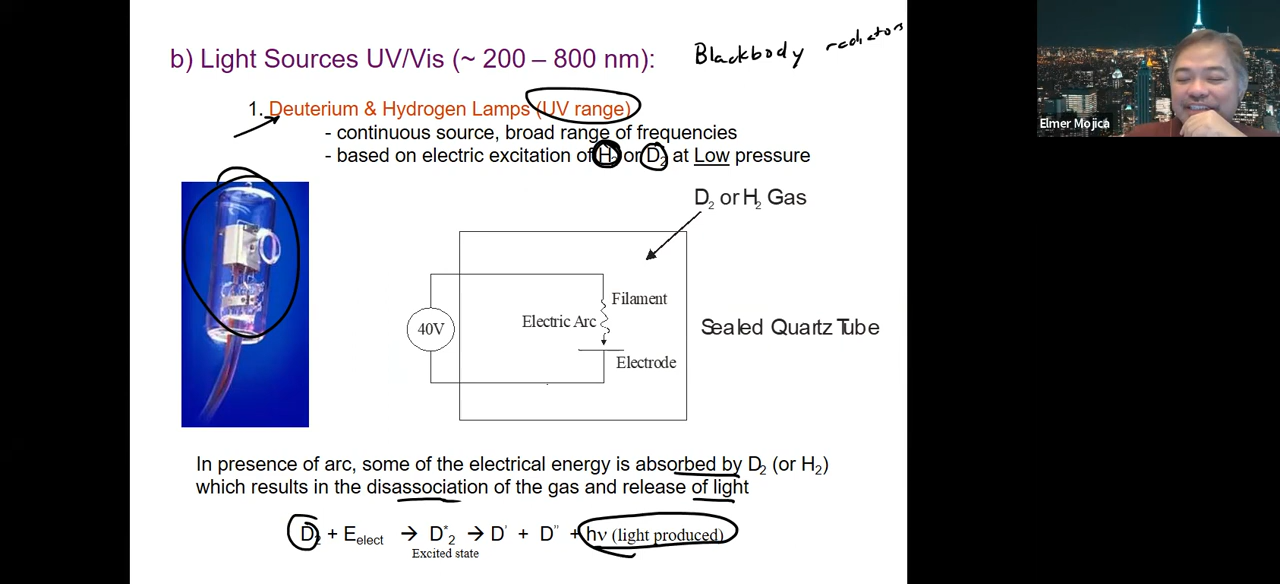 b) Light Sources UV/Vis (~ 200 – 800 nm):
Blackbody radiators
Elmer Mojica
1. Deuterium & Hydrogen Lamps (UV range)
- continuous source, broad range of frequencies
- based on electric excitation of H₂ or D₂ at Low pressure
D₂ or H₂ Gas
Filament
Electric Arc
40V
Sealed Quartz Tube
Electrode
In presence of arc, some of the electrical energy is absorbed by D₂ (or H₂)
which results in the disassociation of the gas and release of light
D₂ + Eelect → D*₂ → D' + D'' + hν (light produced)
Excited state